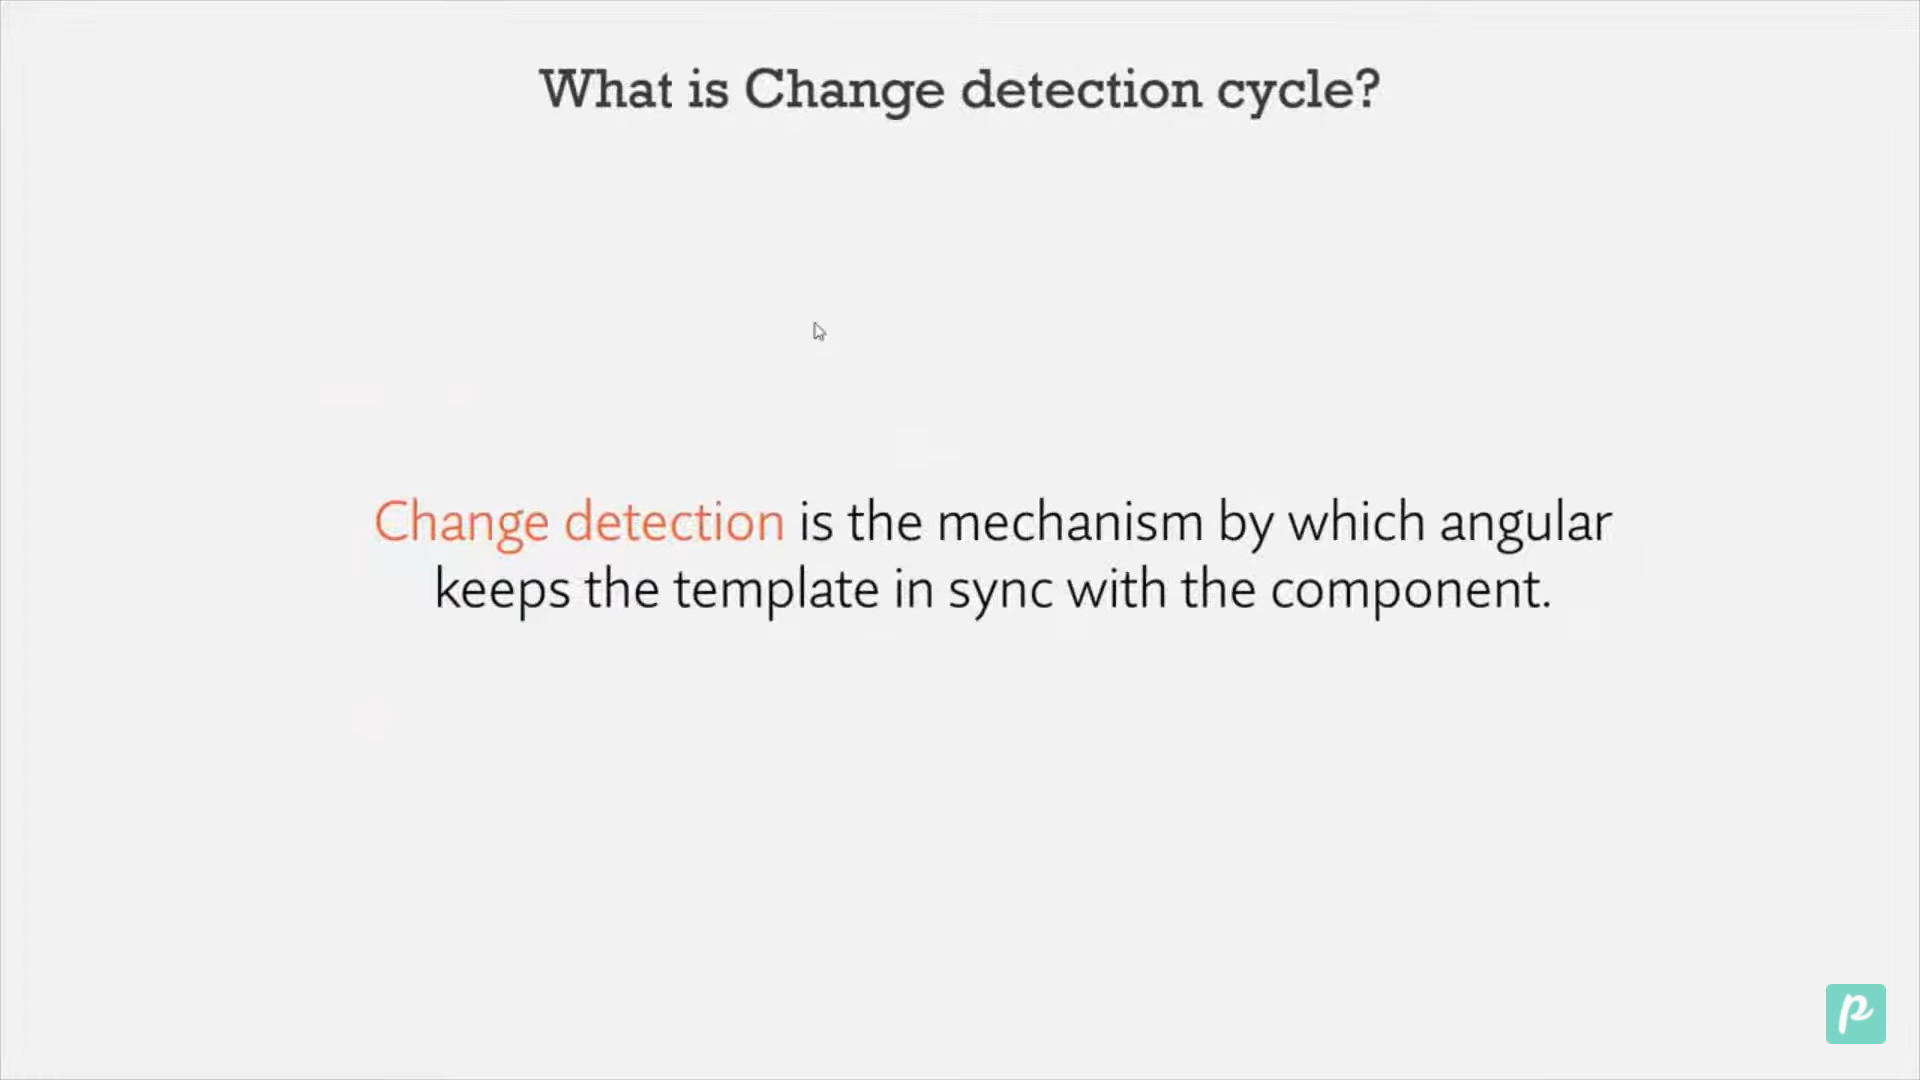 What is Change detection cycle?
Change detection is the mechanism by which angular
keeps the template in sync with the component.
p